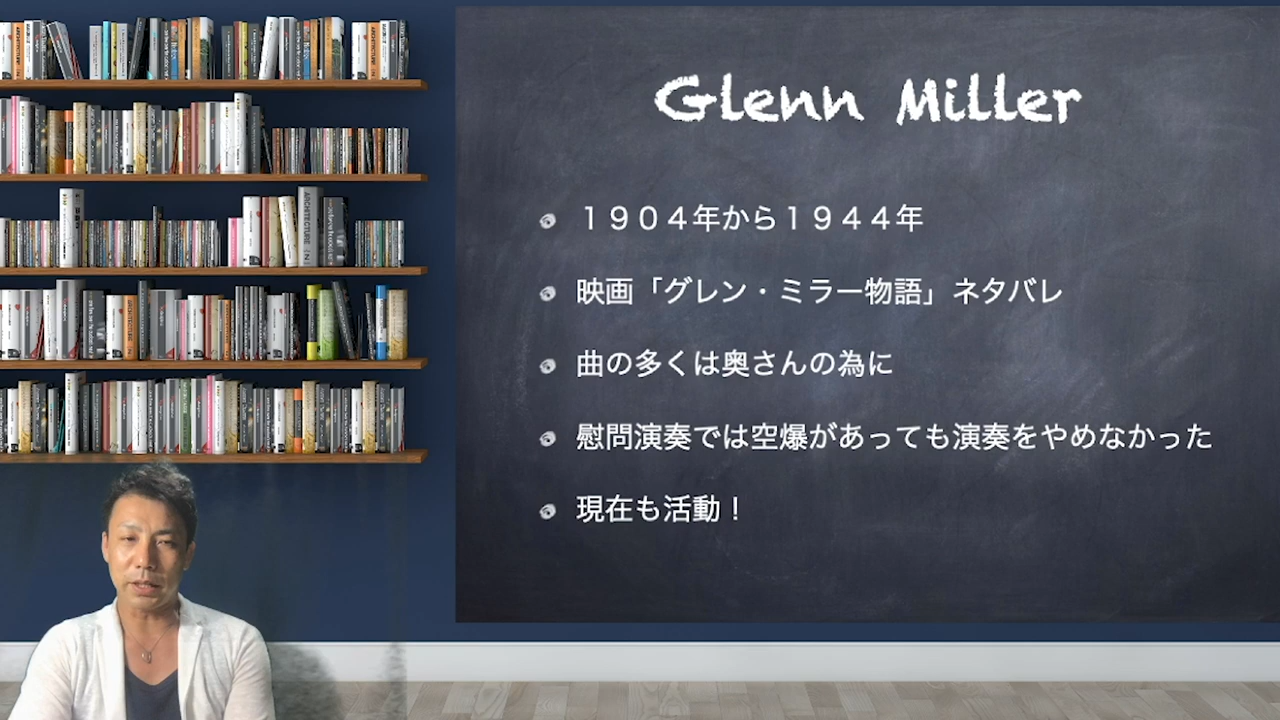 Glenn Miller
１９０４年から１９４４年
映画「グレン・ミラー物語」ネタバレ
曲の多くは奥さんの為に
慰問演奏では空爆があっても演奏をやめなかった
現在も活動！